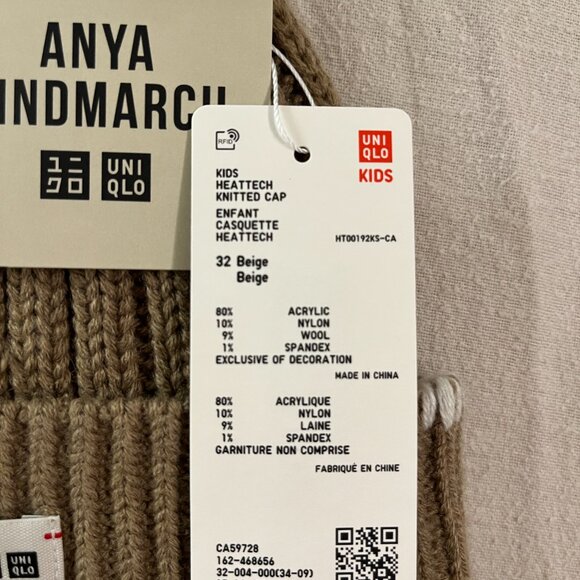 ANYA
INDMARCH
ユニ
クロ
UNI
QLO
RFID
UNI
QLO
KIDS
KIDS
HEATTECH
KNITTED CAP
ENFANT
CASQUETTE
HEATTECH
HT00192KS-CA
32 Beige
Beige
80% ACRYLIC
10% NYLON
9% WOOL
1% SPANDEX
EXCLUSIVE OF DECORATION
MADE IN CHINA
80% ACRYLIQUE
10% NYLON
9% LAINE
1% SPANDEX
GARNITURE NON COMPRISE
FABRIQUÉ EN CHINE
CA59728
162-468656
32-004-000(34-09)
UNI
QLO